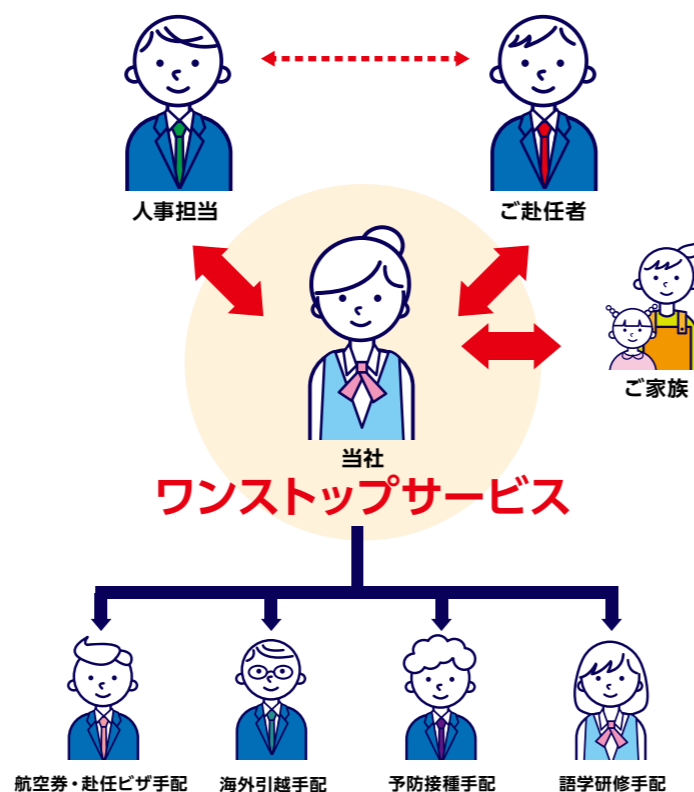 人事担当
ご赴任者
ご家族
当社
ワンストップサービス
航空券・赴任ビザ手配
海外引越手配
予防接種手配
語学研修手配